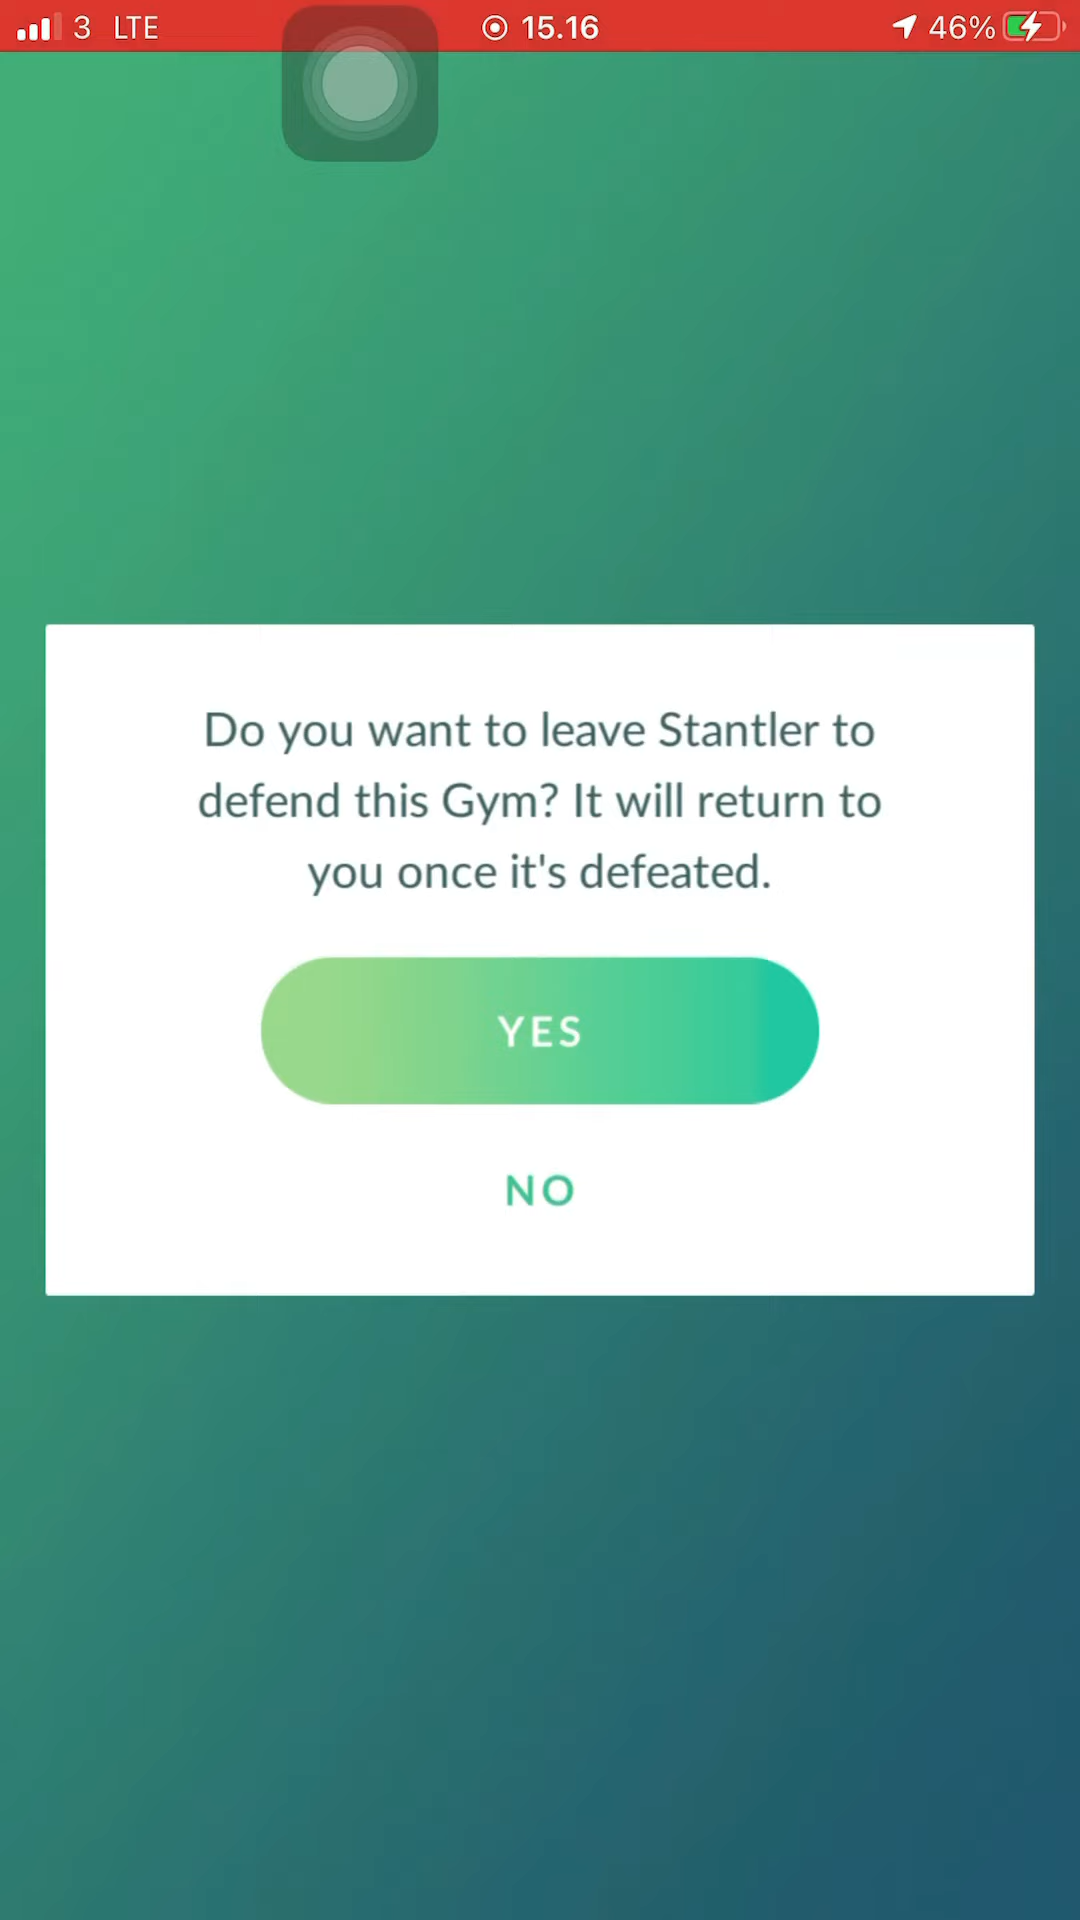 3 LTE 15.16 46%
Do you want to leave Stantler to
defend this Gym? It will return to
you once it's defeated.
YES
NO